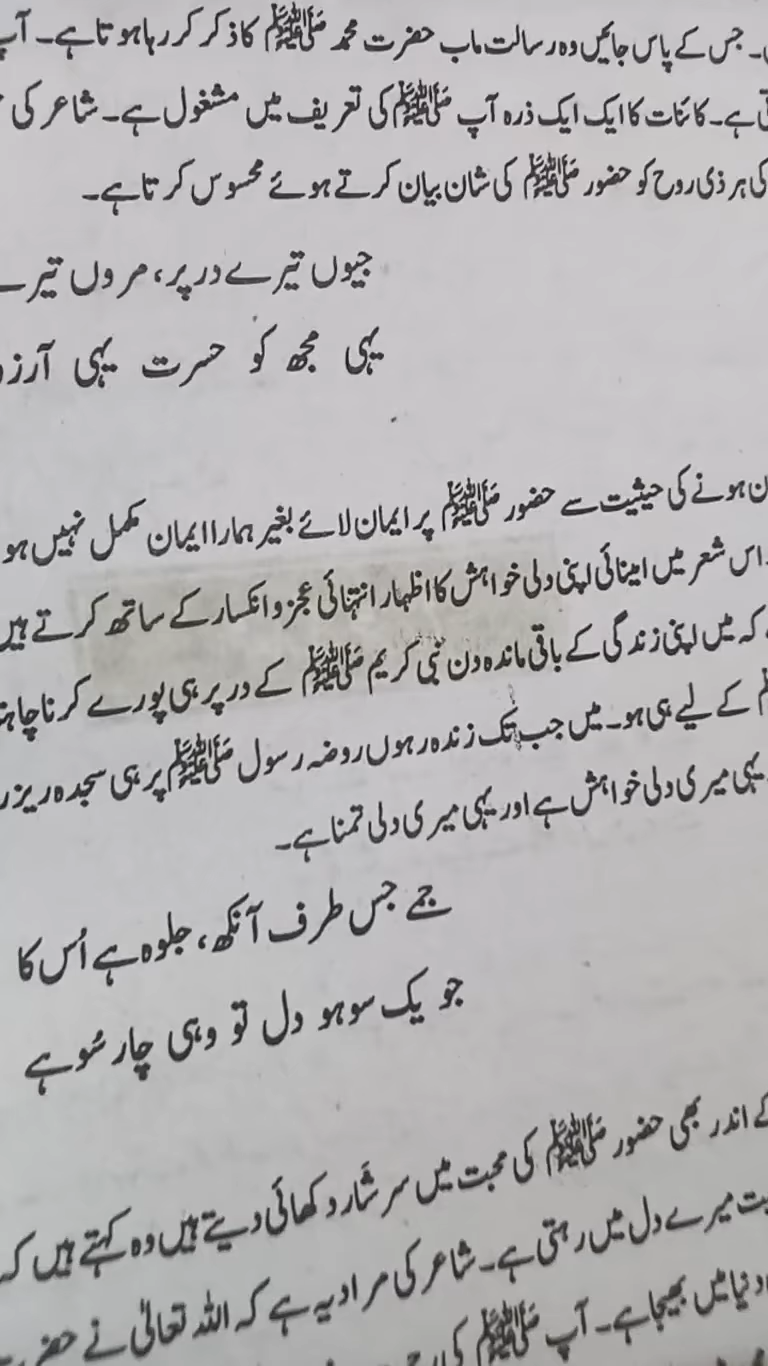 ۔ جس کے پاس جائیں وہ رسالت مآب حضرت محمد ﷺ کا ذکر کر رہا ہوتا ہے۔ آپ
ہے۔ کائنات کا ایک ایک ذرہ آپ ﷺ کی تعریف میں مشغول ہے۔ شاعر کی
کی ہر ذی روح کو حضور ﷺ کی شان بیان کرتے ہوئے محسوس کرتا ہے۔
جیوں تیرے در پر، مروں تیرے
یہی مجھ کو حسرت یہی آرزو
ہونے کی حیثیت سے حضور ﷺ پر ایمان لائے بغیر ہمارا ایمان مکمل نہیں ہو
اس شعر میں امینائی اپنی دلی خواہش کا اظہار انتہائی عجز و انکسار کے ساتھ کرتے ہیں
کہ میں اپنی زندگی کے باقی ماندہ دن نبی کریم ﷺ کے در پر ہی پورے کرنا
کے لیے ہی ہو۔ میں جب تک زندہ رہوں روضہ رسول ﷺ پر ہی سجدہ ریز
یہی میری دلی خواہش ہے اور یہی میری دلی تمنا ہے۔
جمے جس طرف آنکھ، جلوہ ہے اُس کا
جو یک سو ہو دل تو وہی چار سُو ہے
کے اندر بھی حضور ﷺ کی محبت میں سرشار دکھائی دیتے ہیں وہ کہتے ہیں کہ
میرے دل میں رہتی ہے۔ شاعر کی مراد یہ ہے کہ اللہ تعالیٰ نے
دنیا میں بھیجا ہے۔ آپ ﷺ کی